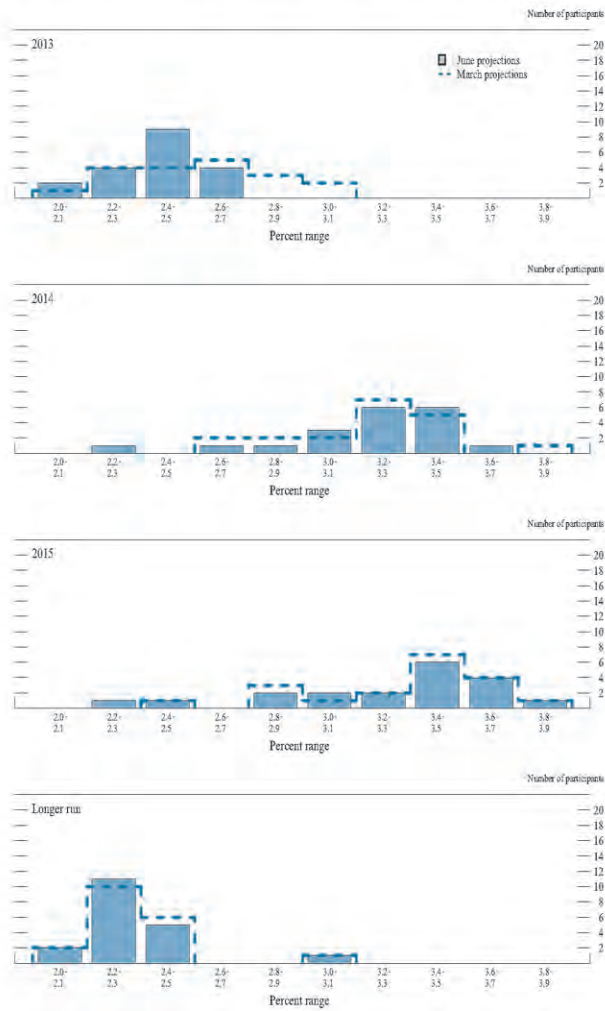 Number of participants
2013
June projections
March projections
20
18
16
14
12
10
8
6
4
2
2.0- 2.2- 2.4- 2.6- 2.8- 3.0- 3.2- 3.4- 3.6- 3.8-
2.1 2.3 2.5 2.7 2.9 3.1 3.3 3.5 3.7 3.9
Percent range
Number of participants
2014
20
18
16
14
12
10
8
6
4
2
2.0- 2.2- 2.4- 2.6- 2.8- 3.0- 3.2- 3.4- 3.6- 3.8-
2.1 2.3 2.5 2.7 2.9 3.1 3.3 3.5 3.7 3.9
Percent range
Number of participants
2015
20
18
16
14
12
10
8
6
4
2
2.0- 2.2- 2.4- 2.6- 2.8- 3.0- 3.2- 3.4- 3.6- 3.8-
2.1 2.3 2.5 2.7 2.9 3.1 3.3 3.5 3.7 3.9
Percent range
Number of participants
Longer run
20
18
16
14
12
10
8
6
4
2
2.0- 2.2- 2.4- 2.6- 2.8- 3.0- 3.2- 3.4- 3.6- 3.8-
2.1 2.3 2.5 2.7 2.9 3.1 3.3 3.5 3.7 3.9
Percent range